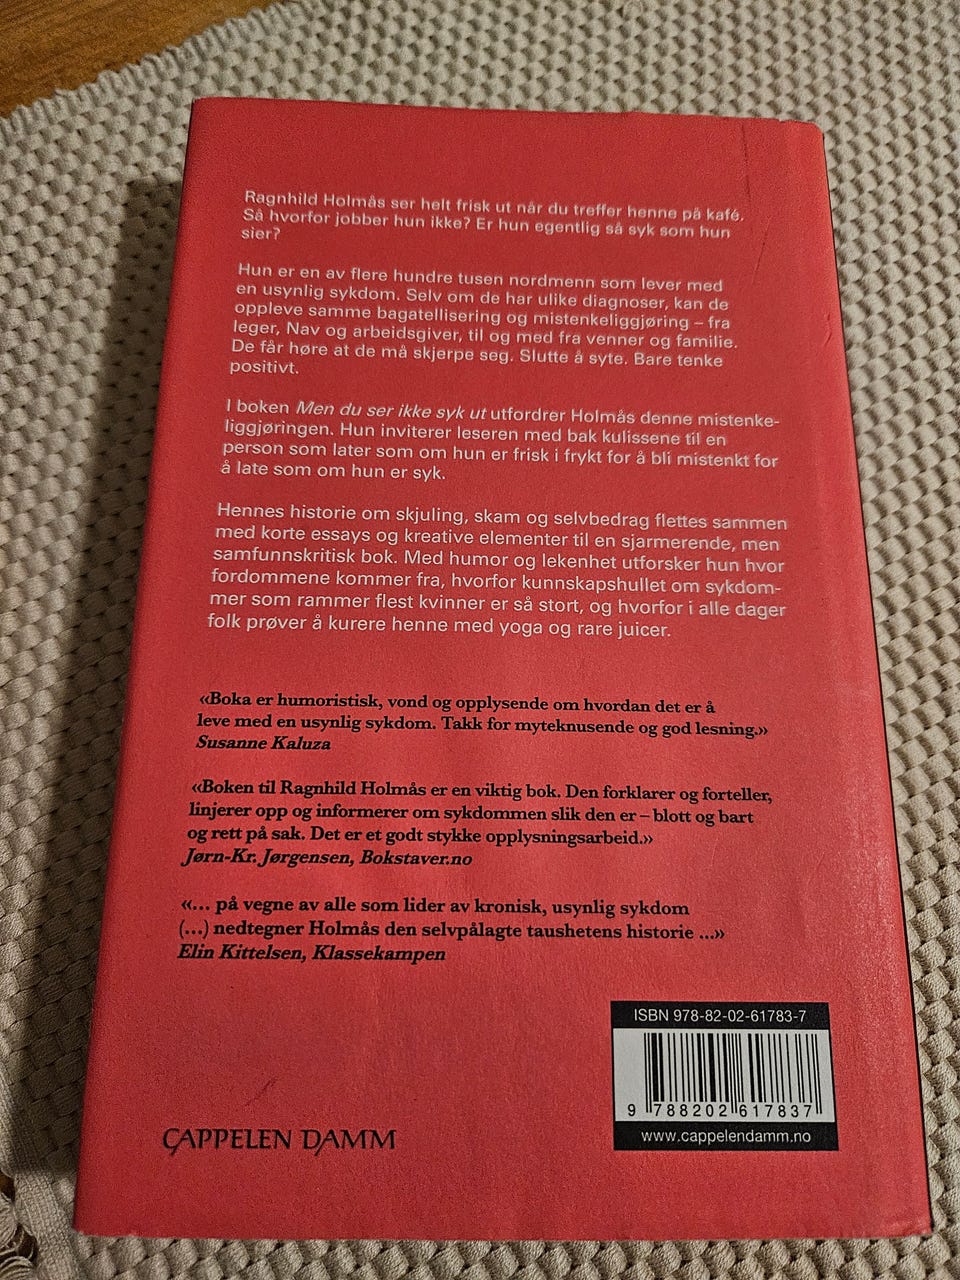 Ragnhild Holmås ser helt frisk ut når du treffer henne på kafé.
Så hvorfor jobber hun ikke? Er hun egentlig så syk som hun
sier?
Hun er en av flere hundre tusen nordmenn som lever med
en usynlig sykdom. Selv om de har ulike diagnoser, kan de
oppleve samme bagatellisering og mistenkeliggjøring – fra
leger, Nav og arbeidsgiver, til og med fra venner og familie.
De får høre at de må skjerpe seg. Slutte å syte. Bare tenke
positivt.
I boken Men du ser ikke syk ut utfordrer Holmås denne mistenke-
liggjøringen. Hun inviterer leseren med bak kulissene til en
person som later som om hun er frisk i frykt for å bli mistenkt for
å late som om hun er syk.
Hennes historie om skjuling, skam og selvbedrag flettes sammen
med korte essays og kreative elementer til en sjarmerende, men
samfunnskritisk bok. Med humor og lekenhet utforsker hun hvor
fordommene kommer fra, hvorfor kunnskapshullet om sykdom-
mer som rammer flest kvinner er så stort, og hvorfor i alle dager
folk prøver å kurere henne med yoga og rare juicer.
«Boka er humoristisk, vond og opplysende om hvordan det er å
leve med en usynlig sykdom. Takk for myteknusende og god lesning.»
Susanne Kaluza
«Boken til Ragnhild Holmås er en viktig bok. Den forklarer og forteller,
linjerer opp og informerer om sykdommen slik den er – blott og bart
og rett på sak. Det er et godt stykke opplysningsarbeid.»
Jørn-Kr. Jørgensen, Bokstaver.no
«... på vegne av alle som lider av kronisk, usynlig sykdom
(...) nedtegner Holmås den selvpålagte taushetens historie ...»
Elin Kittelsen, Klassekampen
ISBN 978-82-02-61783-7
9 788202 617837
www.cappelendamm.no
CAPPELEN DAMM